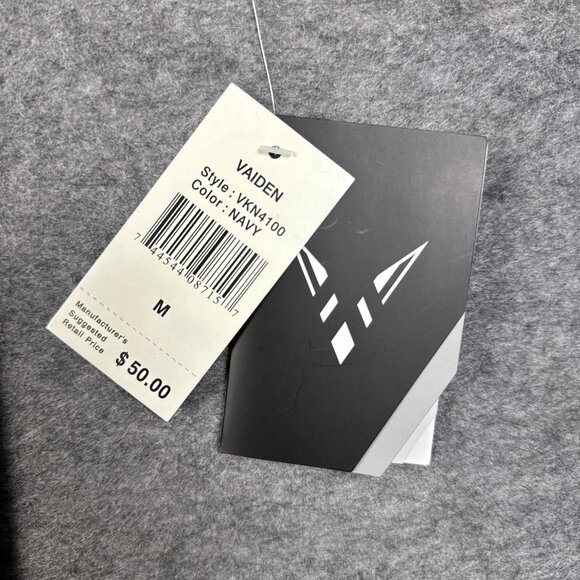 VAIDEN
Style : VKN4100
Color : NAVY
7 44544 08715 7
M
Manufacturer's
Suggested
Retail Price
$ 50.00